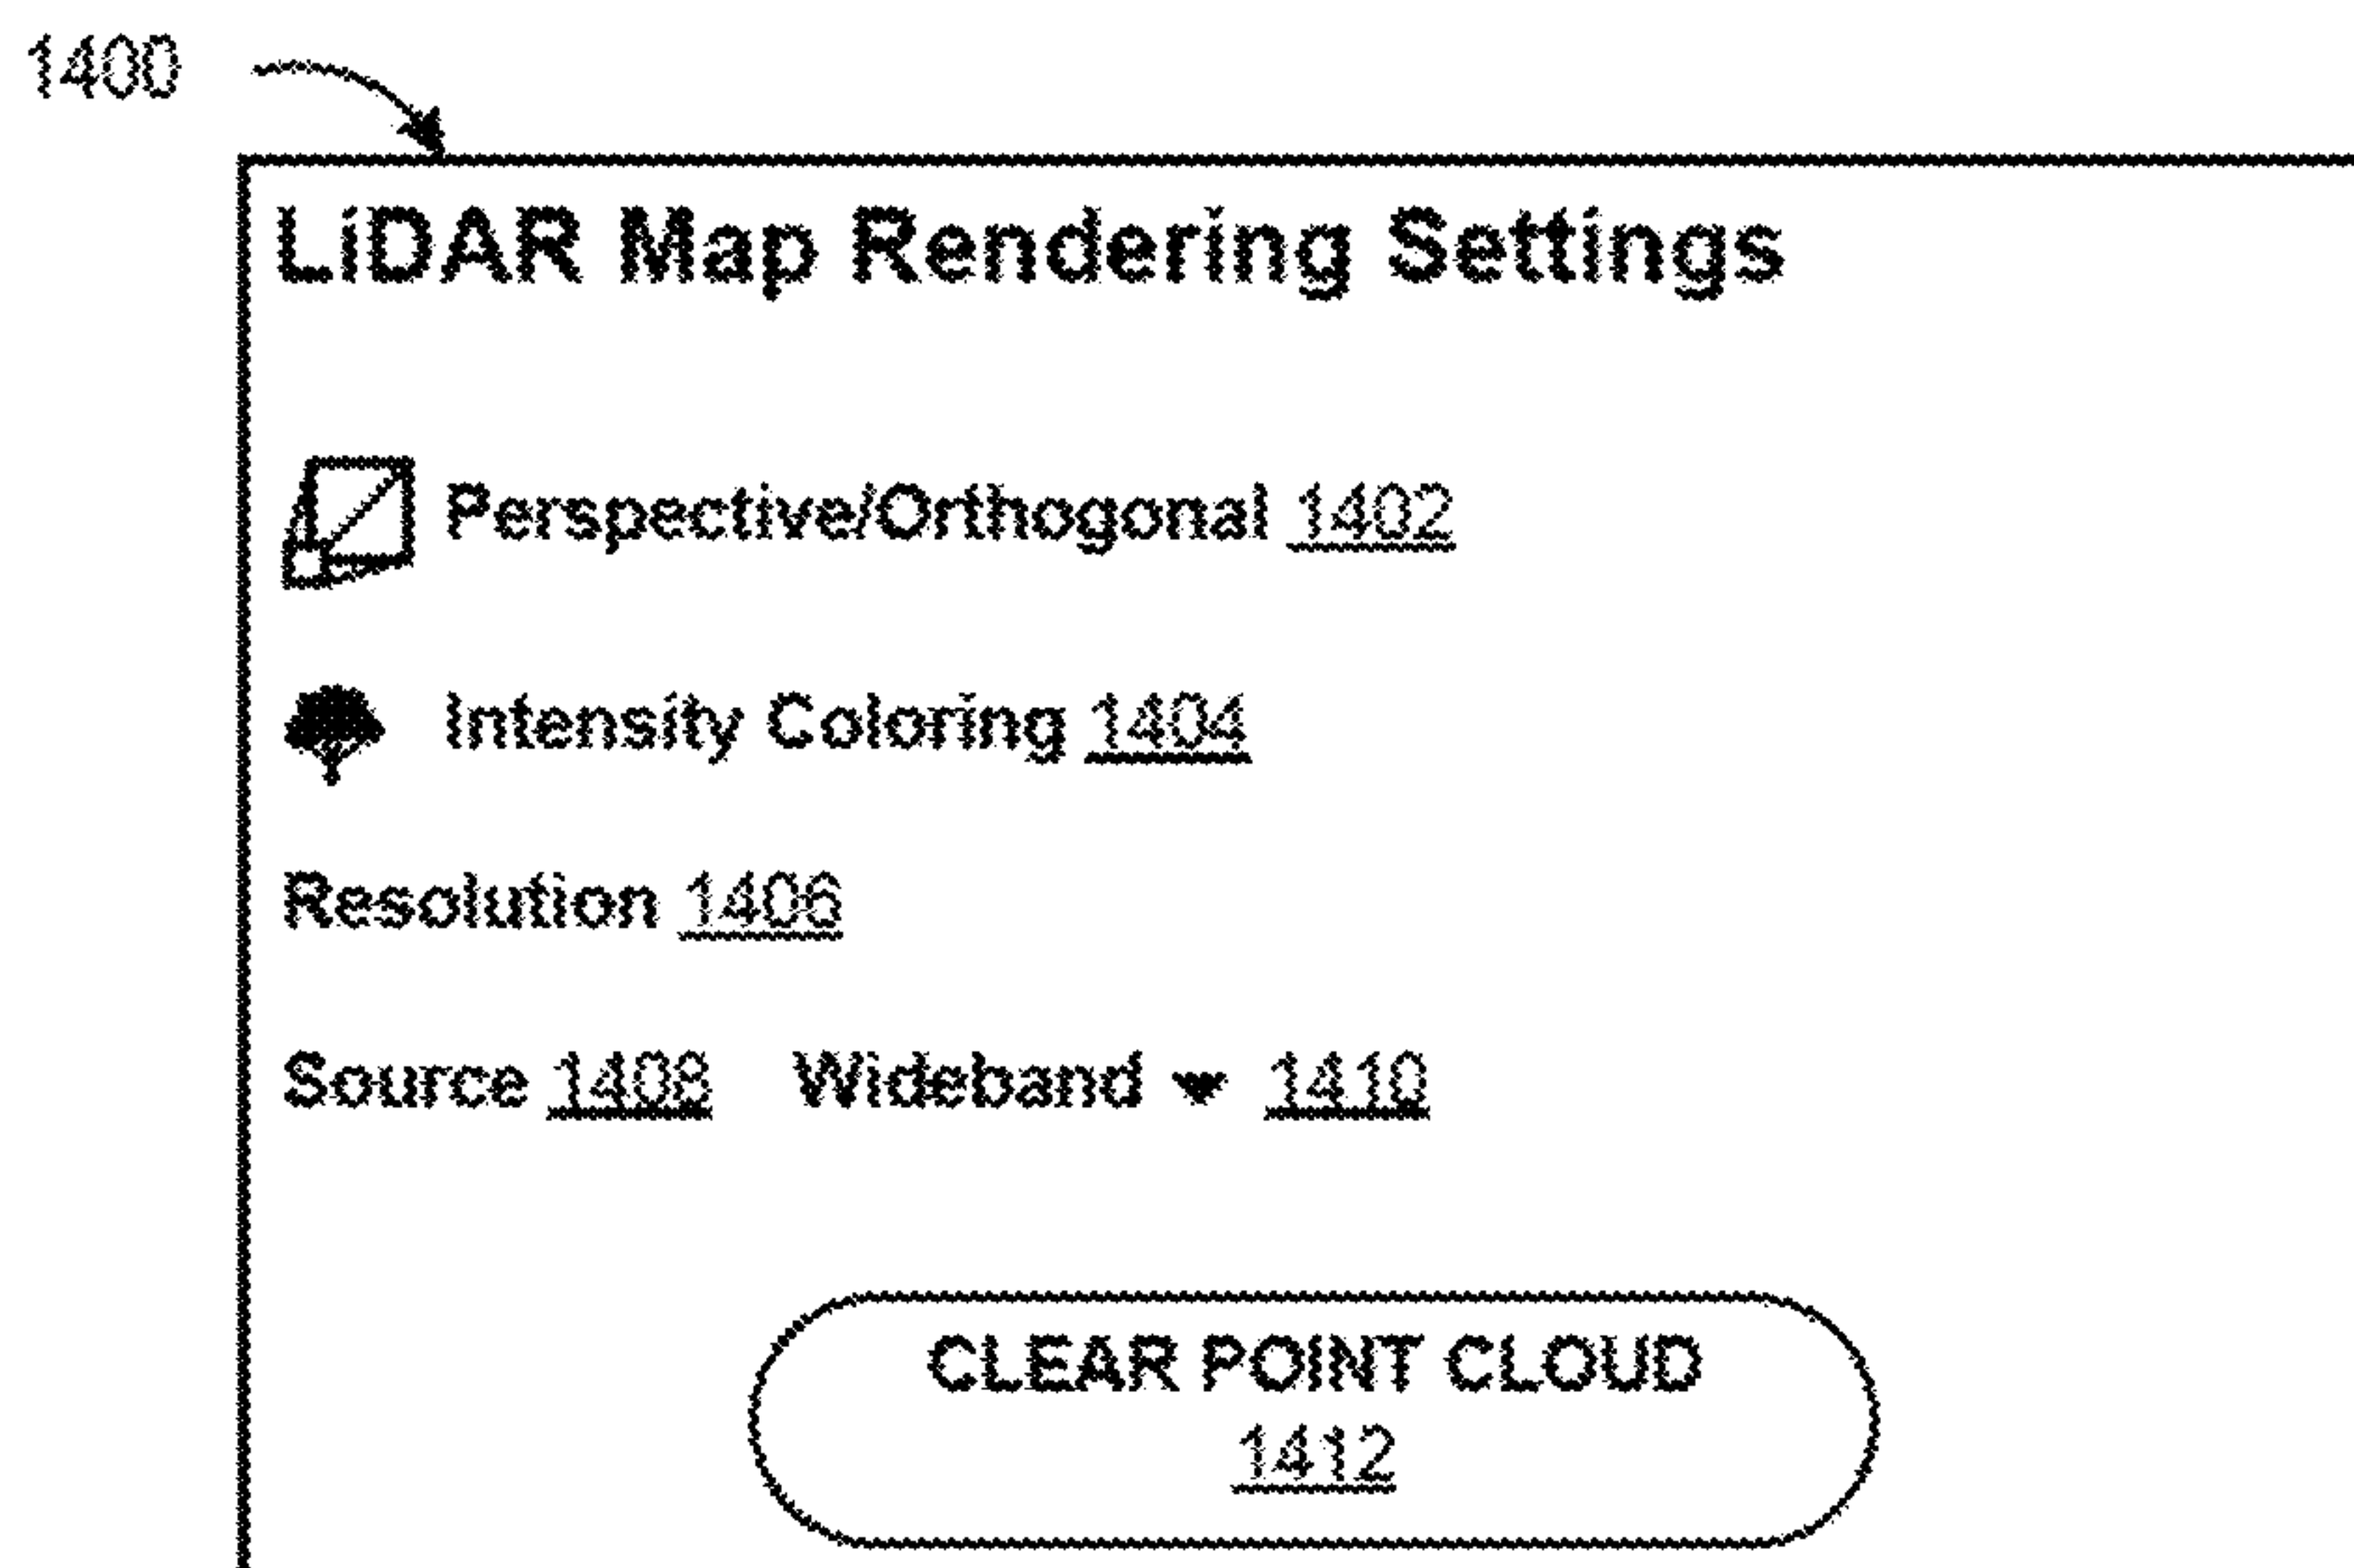 1400
LiDAR Map Rendering Settings
Perspective/Orthogonal 1402
Intensity Coloring 1404
Resolution 1406
Source 1408 Wideband 1410
CLEAR POINT CLOUD
1412